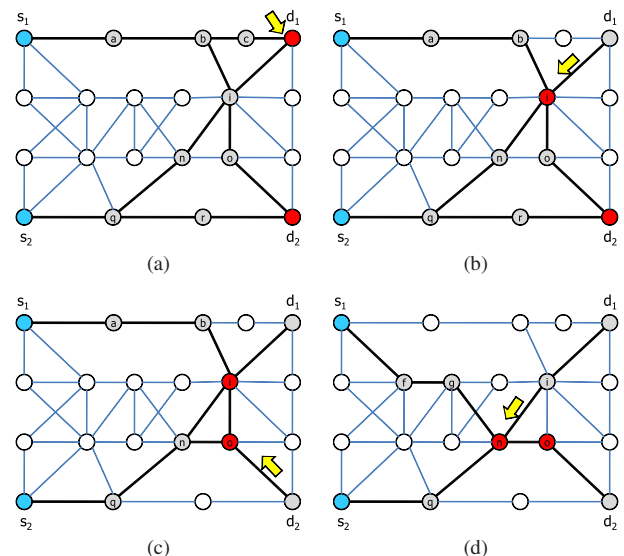 s₁ d₁
a b c
i
n o
q r
s₂ d₂
(a)
s₁ d₁
a b
i
n o
q r
s₂ d₂
(b)
s₁ d₁
a b
i
n o
q
s₂ d₂
(c)
s₁ d₁
f g i
n o
q
s₂ d₂
(d)